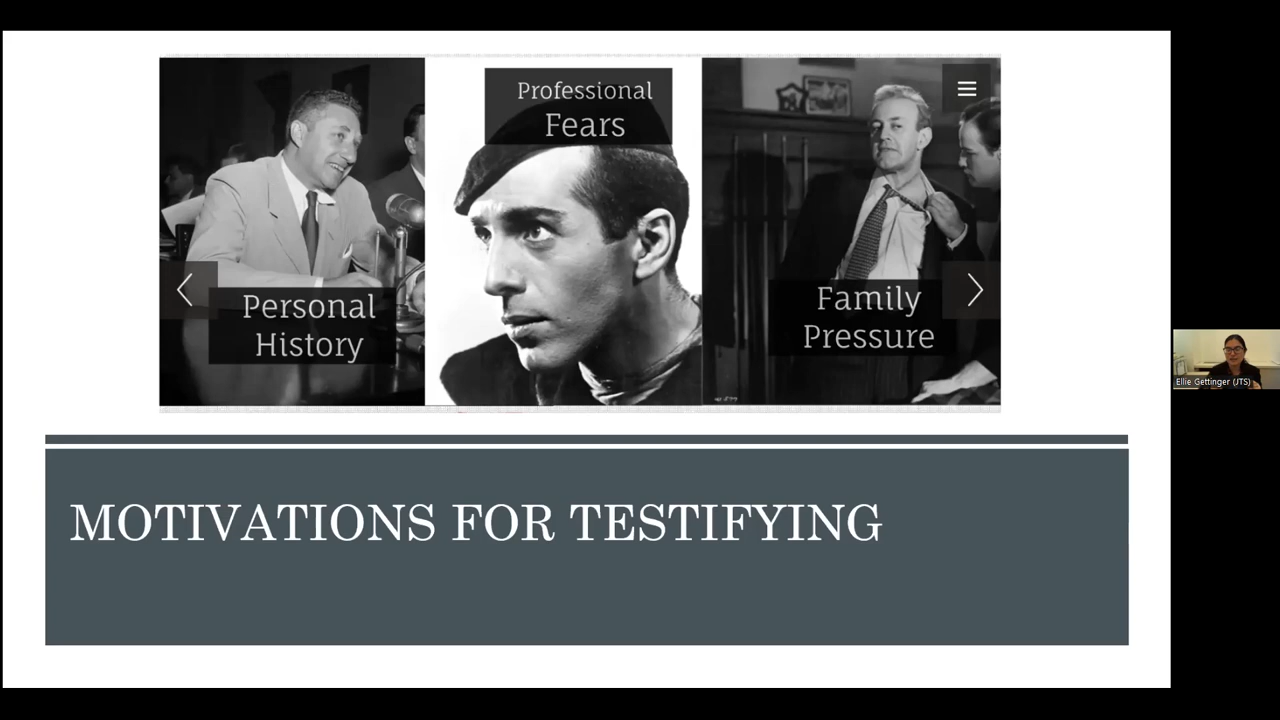 Professional
Fears
Personal
History
Family
Pressure
MOTIVATIONS FOR TESTIFYING
Ellie Gettinger (JTS)